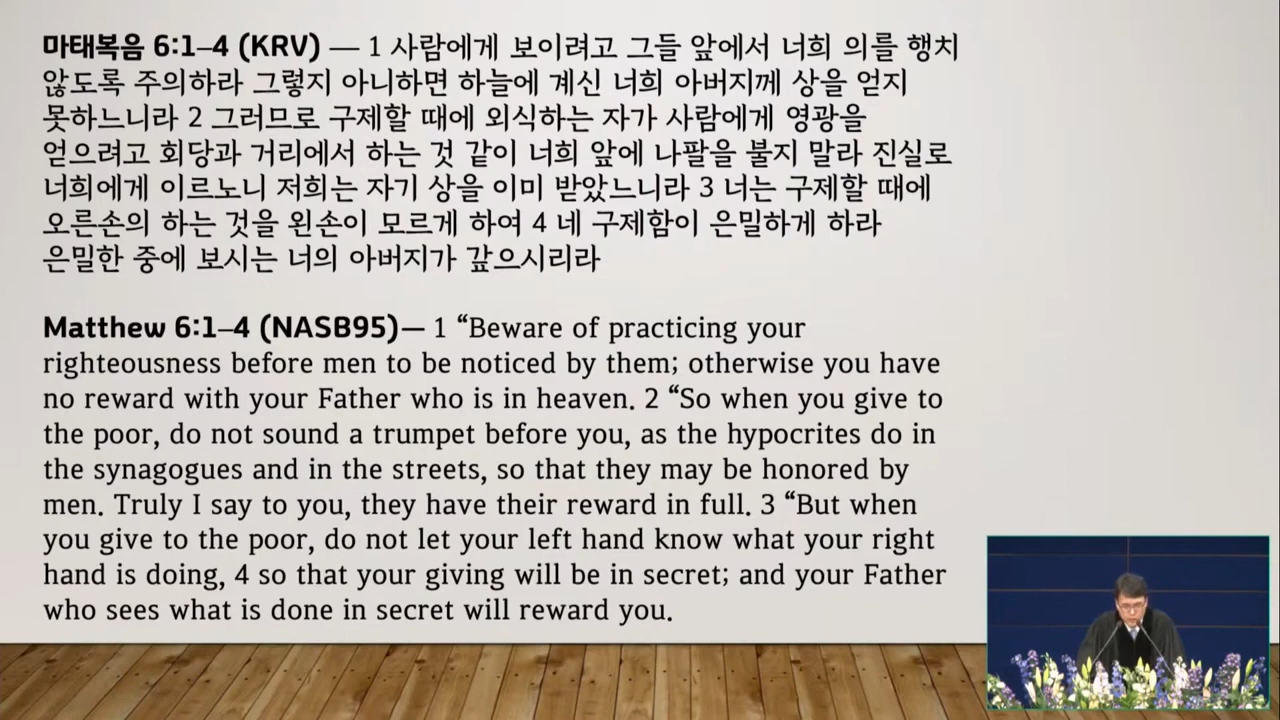 마태복음 6:1–4 (KRV) — 1 사람에게 보이려고 그들 앞에서 너희 의를 행치
않도록 주의하라 그렇지 아니하면 하늘에 계신 너희 아버지께 상을 얻지
못하느니라 2 그러므로 구제할 때에 외식하는 자가 사람에게 영광을
얻으려고 회당과 거리에서 하는 것 같이 너희 앞에 나팔을 불지 말라 진실로
너희에게 이르노니 저희는 자기 상을 이미 받았느니라 3 너는 구제할 때에
오른손의 하는 것을 왼손이 모르게 하여 4 네 구제함이 은밀하게 하라
은밀한 중에 보시는 너의 아버지가 갚으시리라
Matthew 6:1–4 (NASB95)— 1 “Beware of practicing your
righteousness before men to be noticed by them; otherwise you have
no reward with your Father who is in heaven. 2 “So when you give to
the poor, do not sound a trumpet before you, as the hypocrites do in
the synagogues and in the streets, so that they may be honored by
men. Truly I say to you, they have their reward in full. 3 “But when
you give to the poor, do not let your left hand know what your right
hand is doing, 4 so that your giving will be in secret; and your Father
who sees what is done in secret will reward you.